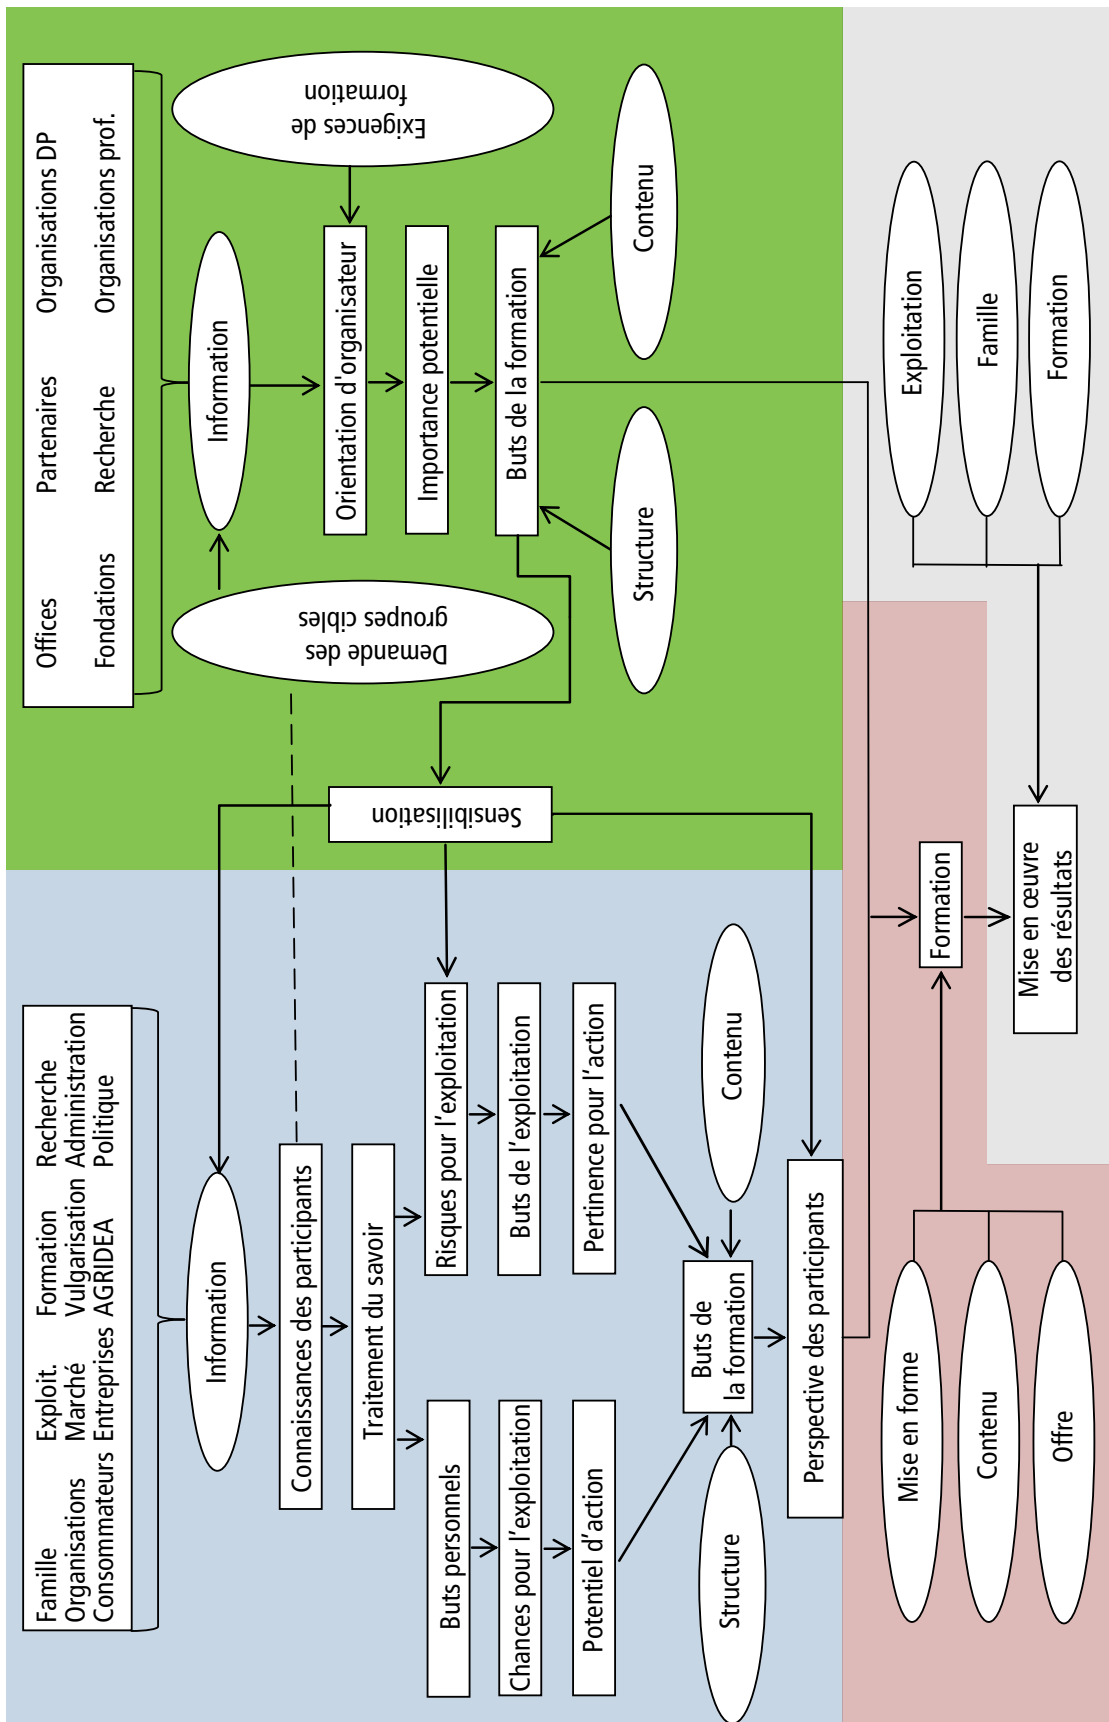 Famille Exploit. Formation Recherche
Organisations Marché Vulgarisation Administration
Consommateurs Entreprises AGRIDEA Politique
Information
Connaissances des participants
Traitement du savoir
Buts personnels
Chances pour l'exploitation
Potentiel d'action
Risques pour l'exploitation
Buts de l'exploitation
Pertinence pour l'action
Structure
Buts de
la formation
Contenu
Perspective des participants
Sensibilisation
Offices Partenaires Organisations DP
Fondations Recherche Organisations prof.
Demande des
groupes cibles
Information
Exigences de
formation
Orientation d'organisateur
Importance potentielle
Buts de la formation
Structure
Contenu
Mise en forme
Contenu
Offre
Formation
Mise en œuvre
des résultats
Exploitation
Famille
Formation